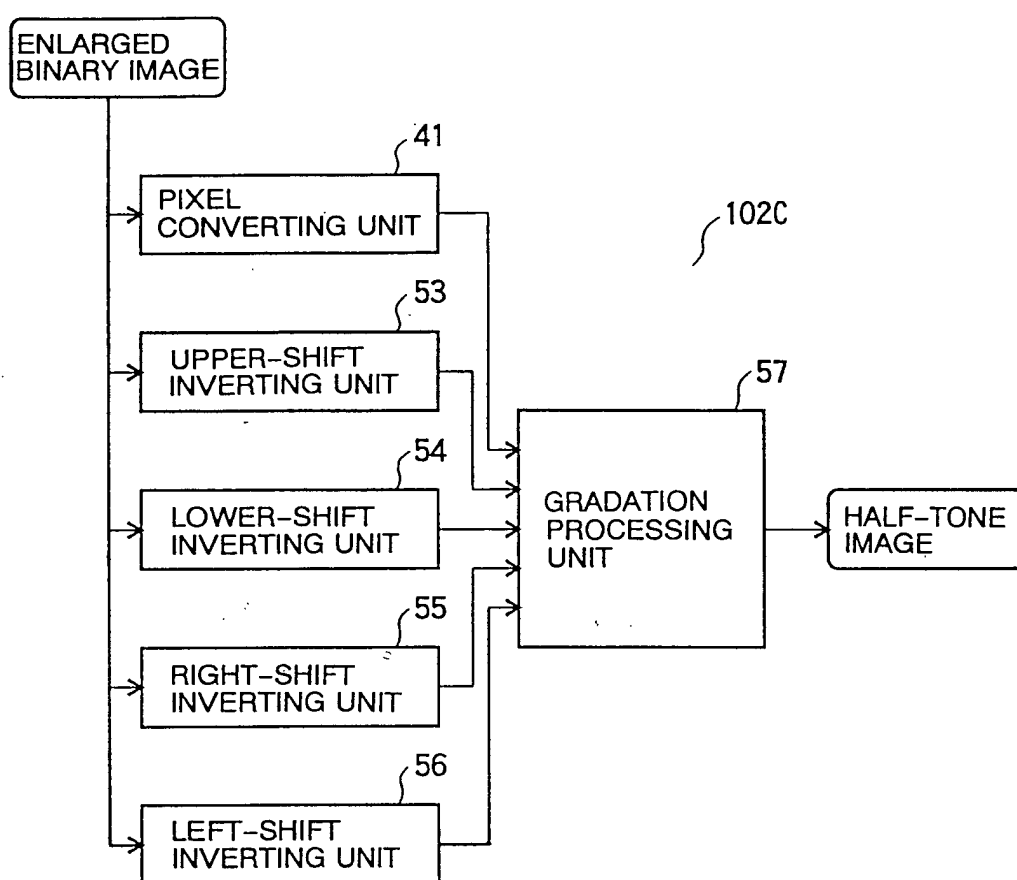 ENLARGED
BINARY IMAGE
41
PIXEL
CONVERTING UNIT
102C
53
UPPER-SHIFT
INVERTING UNIT
57
54
LOWER-SHIFT
INVERTING UNIT
GRADATION
PROCESSING
UNIT
HALF-TONE
IMAGE
55
RIGHT-SHIFT
INVERTING UNIT
56
LEFT-SHIFT
INVERTING UNIT